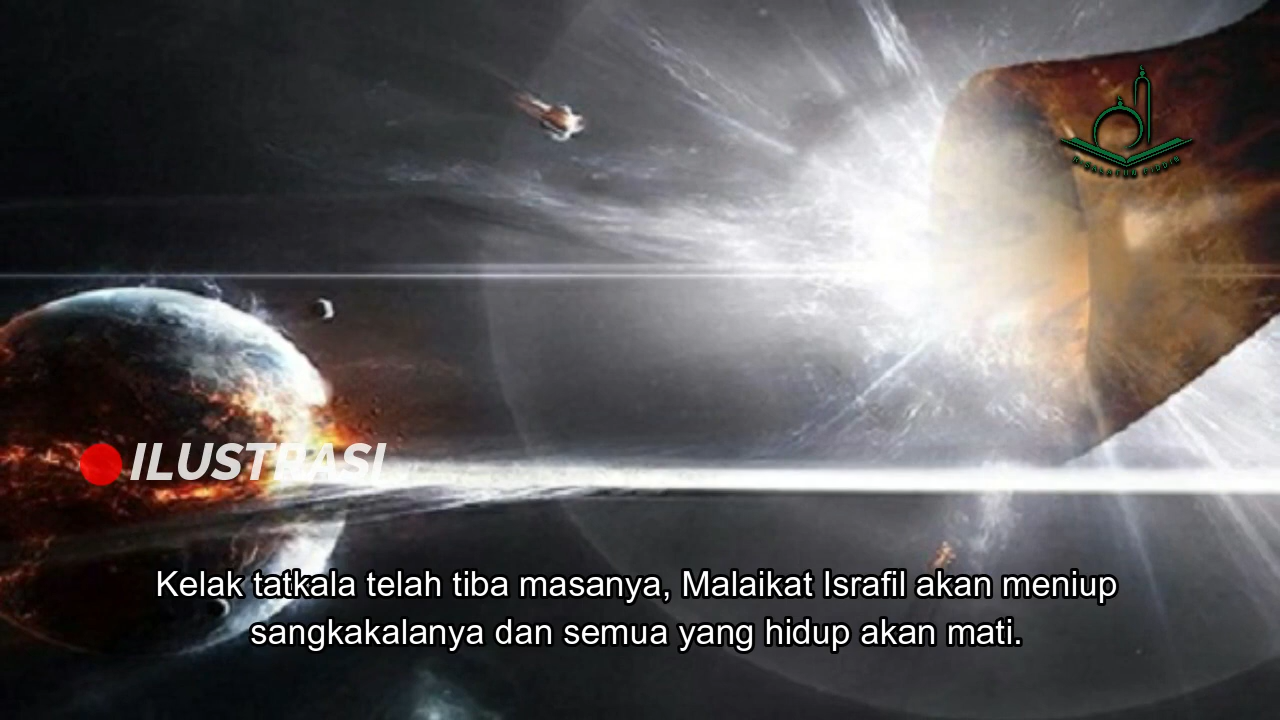 ILUSTRASI
Kelak tatkala telah tiba masanya, Malaikat Israfil akan meniup
sangkakalanya dan semua yang hidup akan mati.